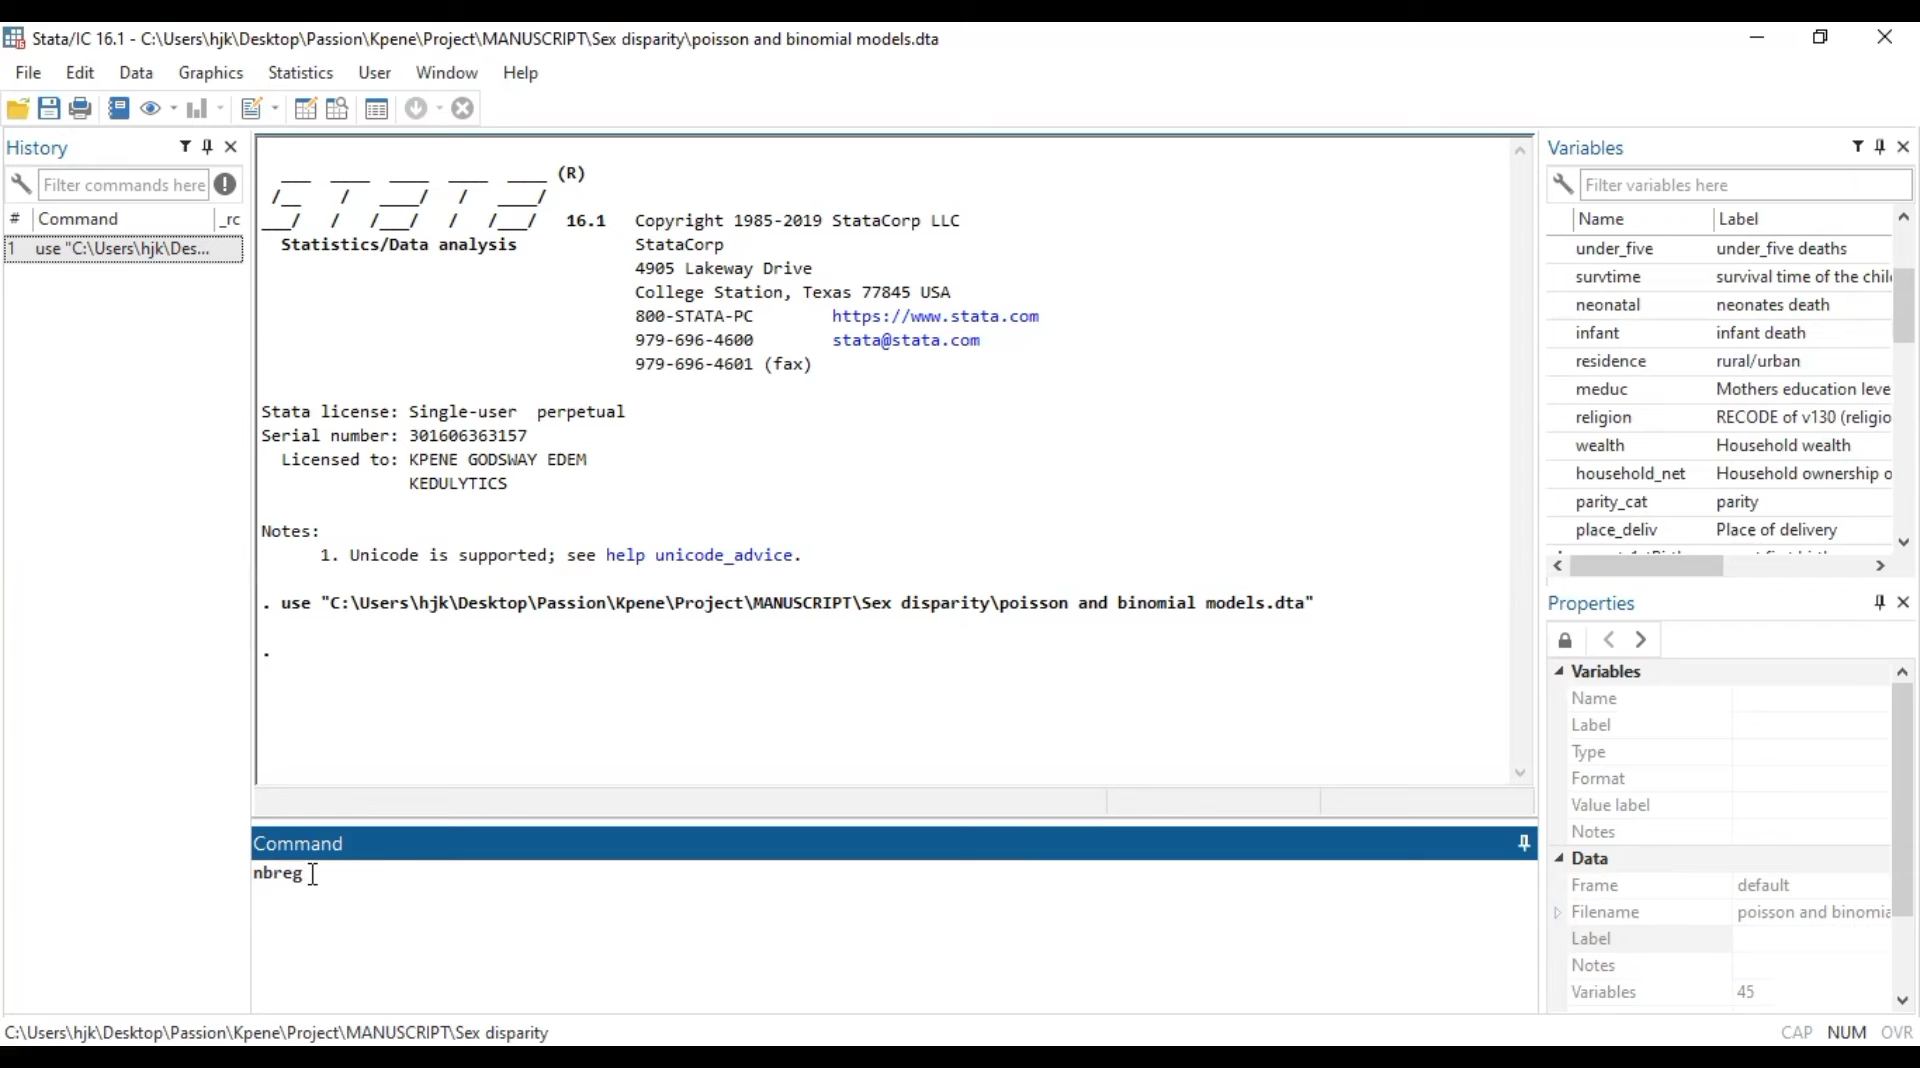 Stata/IC 16.1 - C:\Users\hjk\Desktop\Passion\Kpene\Project\MANUSCRIPT\Sex disparity\poisson and binomial models.dta
File Edit Data Graphics Statistics User Window Help
History
Filter commands here
# Command _rc
1 use "C:\Users\hjk\Des...
(R)
STATA
16.1 Copyright 1985-2019 StataCorp LLC
Statistics/Data analysis StataCorp
4905 Lakeway Drive
College Station, Texas 77845 USA
800-STATA-PC https://www.stata.com
979-696-4600 stata@stata.com
979-696-4601 (fax)
Stata license: Single-user perpetual
Serial number: 301606363157
Licensed to: KPENE GODSWAY EDEM
KEDULYTICS
Notes:
1. Unicode is supported; see help unicode_advice.
. use "C:\Users\hjk\Desktop\Passion\Kpene\Project\MANUSCRIPT\Sex disparity\poisson and binomial models.dta"
.
Command
nbreg
Variables
Filter variables here
Name Label
under_five under_five deaths
survtime survival time of the chil
neonatal neonates death
infant infant death
residence rural/urban
meduc Mothers education leve
religion RECODE of v130 (religio
wealth Household wealth
household_net Household ownership o
parity_cat parity
place_deliv Place of delivery
Properties
Variables
Name
Label
Type
Format
Value label
Notes
Data
Frame default
Filename poisson and binomia
Label
Notes
Variables 45
C:\Users\hjk\Desktop\Passion\Kpene\Project\MANUSCRIPT\Sex disparity
CAP NUM OVR